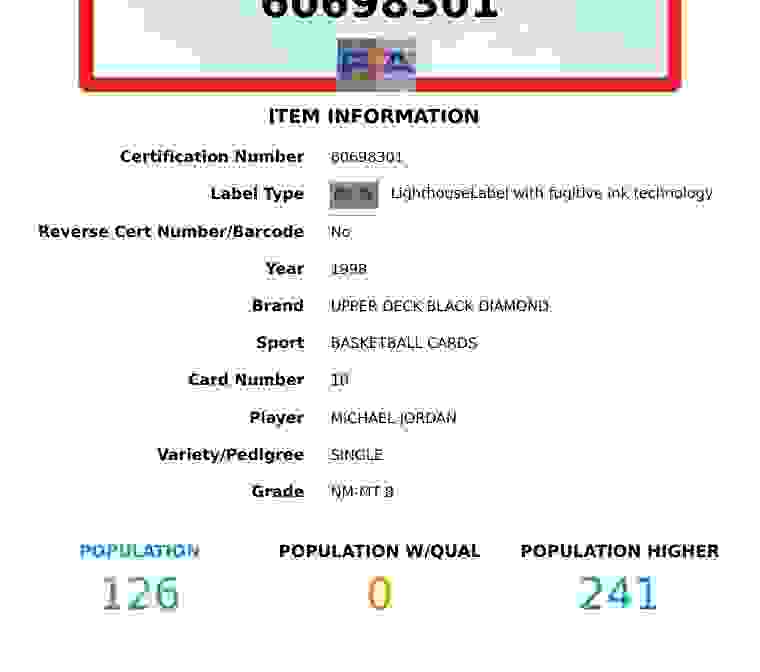 60698301
PSA
ITEM INFORMATION
Certification Number 60698301
Label Type LighthouseLabel with fugitive ink technology
Reverse Cert Number/Barcode No
Year 1998
Brand UPPER DECK BLACK DIAMOND
Sport BASKETBALL CARDS
Card Number 10
Player MICHAEL JORDAN
Variety/Pedigree SINGLE
Grade NM-MT 8
POPULATION POPULATION W/QUAL POPULATION HIGHER
126 0 241